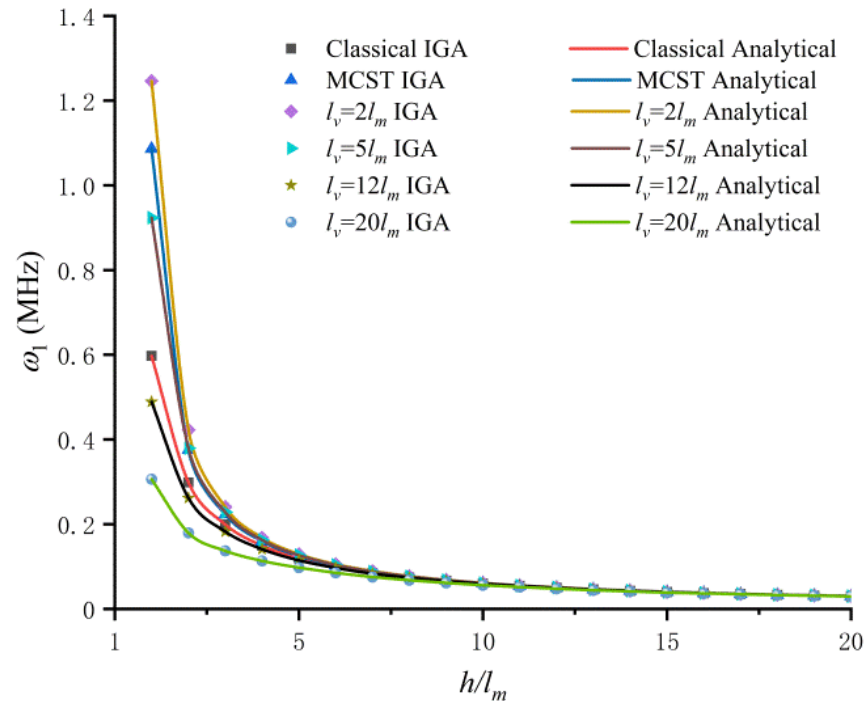 1.4
1.2
1.0
0.8
0.6
0.4
0.2
0
ω₁ (MHz)
Classical IGA
MCST IGA
lᵥ=2lₘ IGA
lᵥ=5lₘ IGA
lᵥ=12lₘ IGA
lᵥ=20lₘ IGA
Classical Analytical
MCST Analytical
lᵥ=2lₘ Analytical
lᵥ=5lₘ Analytical
lᵥ=12lₘ Analytical
lᵥ=20lₘ Analytical
1 5 10 15 20
h/lₘ